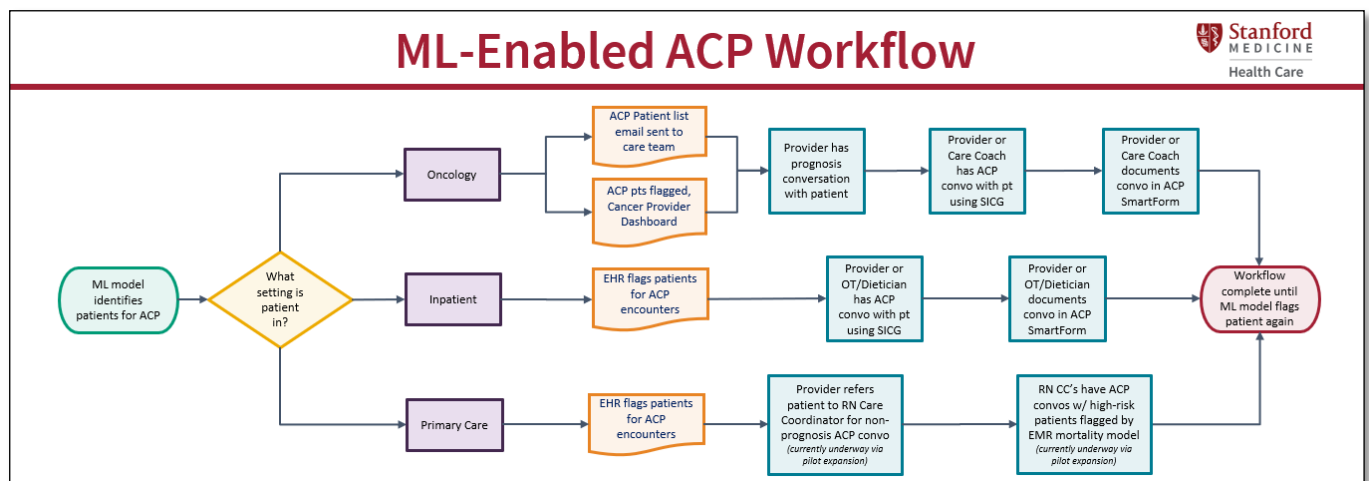 ML-Enabled ACP Workflow
Stanford
MEDICINE
Health Care
ML model
identifies
patients for ACP
What
setting is
patient
in?
Oncology
ACP Patient list
email sent to
care team
ACP pts flagged,
Cancer Provider
Dashboard
Provider has
prognosis
conversation
with patient
Provider or
Care Coach
has ACP
convo with pt
using SICG
Provider or
Care Coach
documents
convo in ACP
SmartForm
Inpatient
EHR flags patients
for ACP
encounters
Provider or
OT/Dietician
has ACP
convo with pt
using SICG
Provider or
OT/Dietician
documents
convo in ACP
SmartForm
Workflow
complete until
ML model flags
patient again
Primary Care
EHR flags patients
for ACP
encounters
Provider refers
patient to RN Care
Coordinator for non-
prognosis ACP convo
(currently underway via
pilot expansion)
RN CC's have ACP
convos w/ high-risk
patients flagged by
EMR mortality model
(currently underway via
pilot expansion)